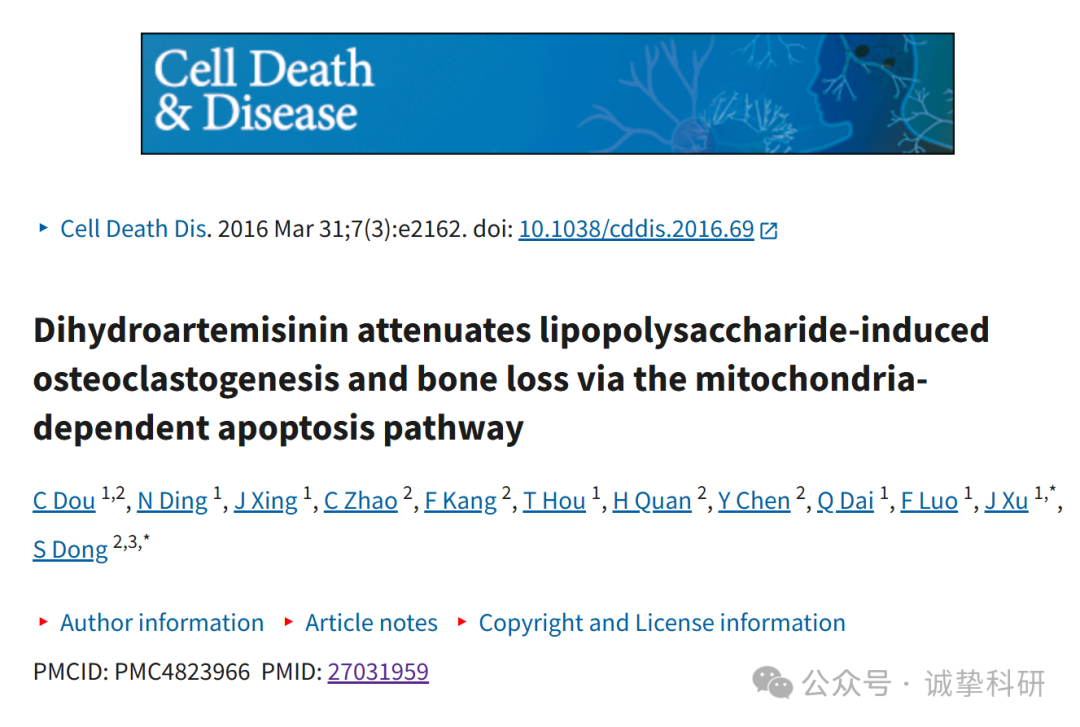 Cell Death
& Disease
Cell Death Dis. 2016 Mar 31;7(3):e2162. doi: 10.1038/cddis.2016.69
Dihydroartemisinin attenuates lipopolysaccharide-induced
osteoclastogenesis and bone loss via the mitochondria-
dependent apoptosis pathway
C Dou 1,2, N Ding 1, J Xing 1, C Zhao 2, F Kang 2, T Hou 1, H Quan 2, Y Chen 2, Q Dai 1, F Luo 1, J Xu 1,*,
S Dong 2,3,*
Author information Article notes Copyright and License information
PMCID: PMC4823966 PMID: 27031959
公众号 · 诚挚科研